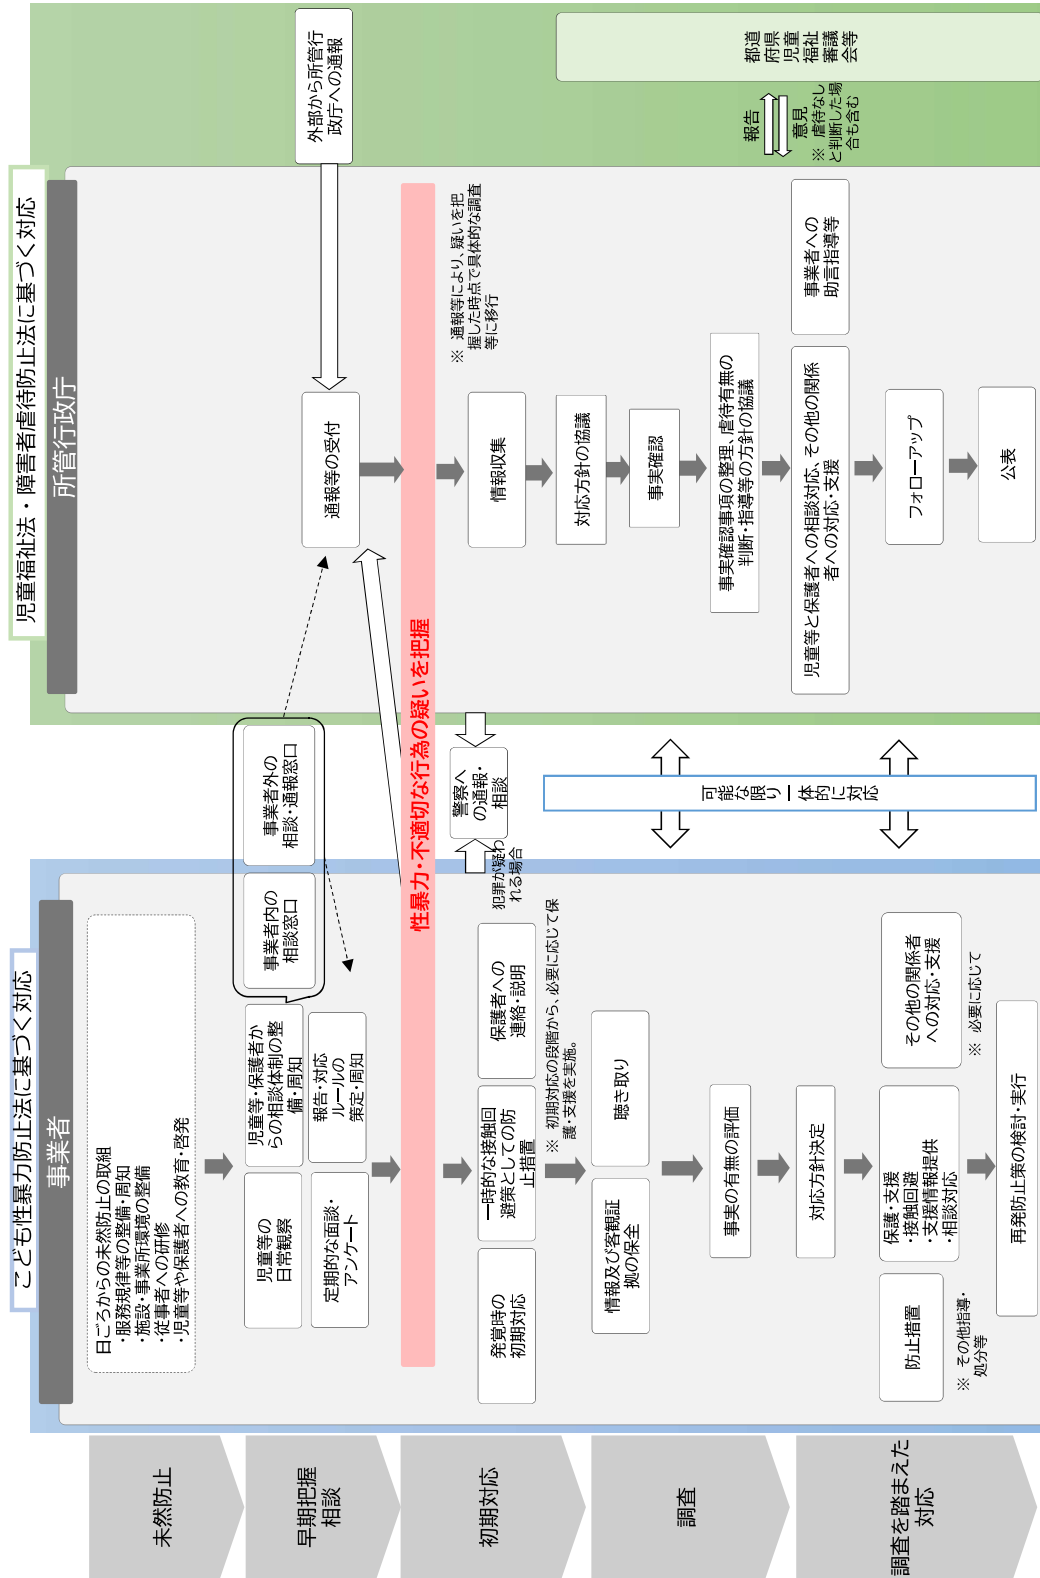 こども性暴力防止法に基づく対応
児童福祉法・障害者虐待防止法に基づく対応
事業者
所管行政庁
未然防止
日ごろからの未然防止の取組
・服務規律等の整備・周知
・施設・事業所環境の整備
・従事者への研修
・児童等や保護者への教育・啓発
早期把握
相談
児童等の
日常観察
児童等・保護者か
らの相談体制の整
備・周知
事業者内の
相談窓口
事業者外の
相談・通報窓口
定期的な面談・
アンケート
報告・対応
ルールの
策定・周知
通報等の受付
外部から所管行
政庁への通報
性暴力・不適切な行為の疑いを把握
※ 通報等により、疑いを把
握した時点で具体的な調査
等に移行
初期対応
発覚時の
初期対応
一時的な接触回
避策としての防
止措置
保護者への
連絡・説明
犯罪が疑わ
れる場合
警察へ
の通報・
相談
情報収集
※ 初期対応の段階から、必要に応じて保
護・支援を実施。
対応方針の協議
調査
情報及び客観証
拠の保全
聴き取り
事実確認
事実の有無の評価
事実確認事項の整理、虐待有無の
判断・指導等の方針の協議
可能な限り一体的に対応
報告
意見
※ 虐待なし
と判断した場
合も含む
都道
府県
児童
福祉
審議
会等
調査を踏まえた
対応
対応方針決定
児童等と保護者への相談対応、その他の関係
者への対応・支援
事業者への
助言指導等
防止措置
※ その他指導・
処分等
保護・支援
・接触回避
・支援情報提供
・相談対応
その他の関係者
への対応・支援
※ 必要に応じて
フォローアップ
再発防止策の検討・実行
公表